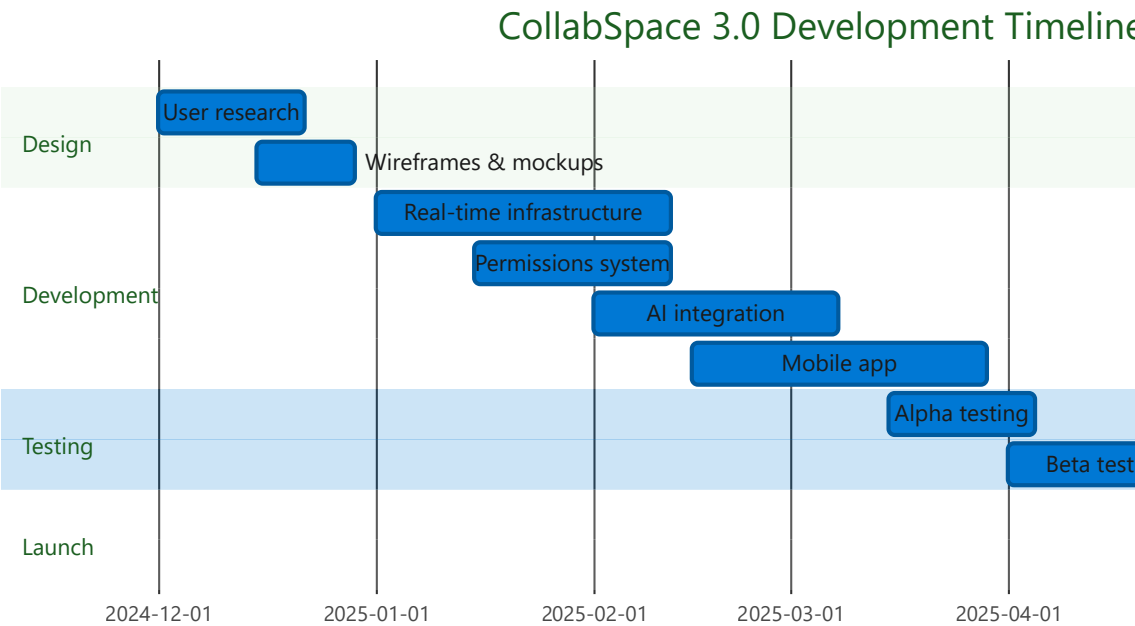 CollabSpace 3.0 Development Timeline
User research
Design
Wireframes & mockups
Real-time infrastructure
Permissions system
Development
AI integration
Mobile app
Alpha testing
Testing
Beta test
Launch
2024-12-01 2025-01-01 2025-02-01 2025-03-01 2025-04-01